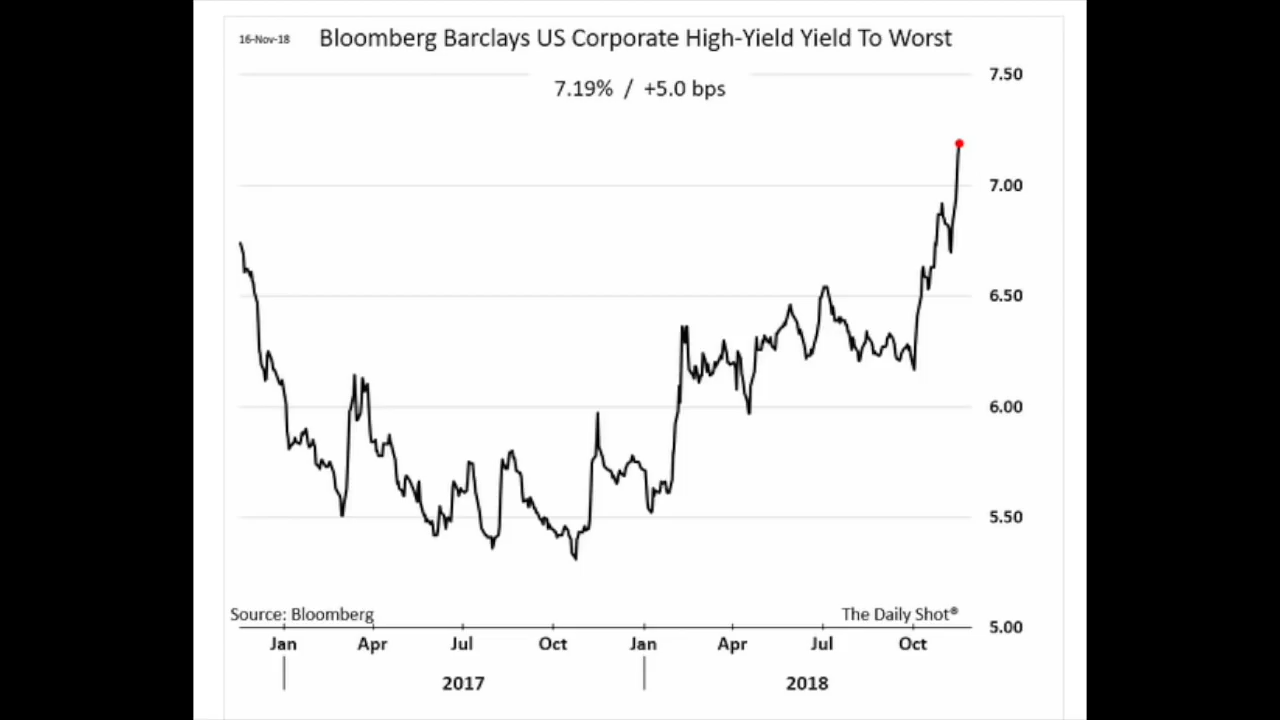 16-Nov-18 Bloomberg Barclays US Corporate High-Yield Yield To Worst
7.19% / +5.0 bps
7.50
7.00
6.50
6.00
5.50
5.00
Source: Bloomberg The Daily Shot®
Jan Apr Jul Oct Jan Apr Jul Oct
2017 2018